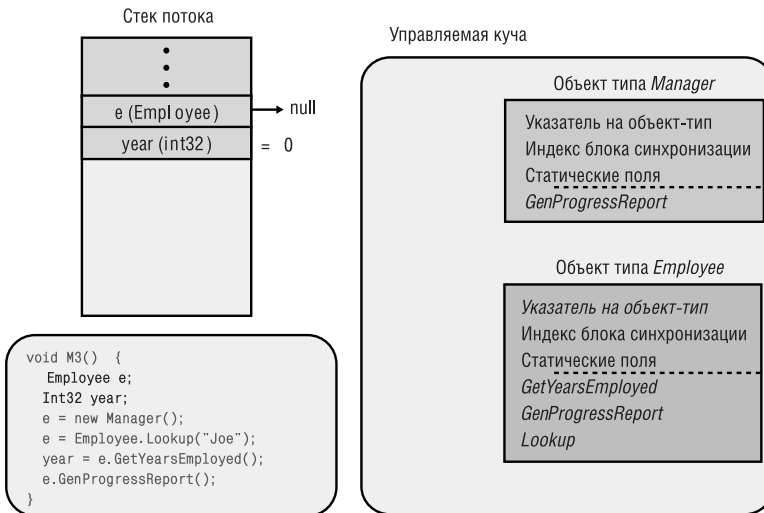 Стек потока
e (Employee)
null
year (int32)
= 0
void M3() {
Employee e;
Int32 year;
e = new Manager();
e = Employee.Lookup("Joe");
year = e.GetYearsEmployed();
e.GenProgressReport();
}
Управляемая куча
Объект типа Manager
Указатель на объект-тип
Индекс блока синхронизации
Статические поля
GenProgressReport
Объект типа Employee
Указатель на объект-тип
Индекс блока синхронизации
Статические поля
GetYearsEmployed
GenProgressReport
Lookup